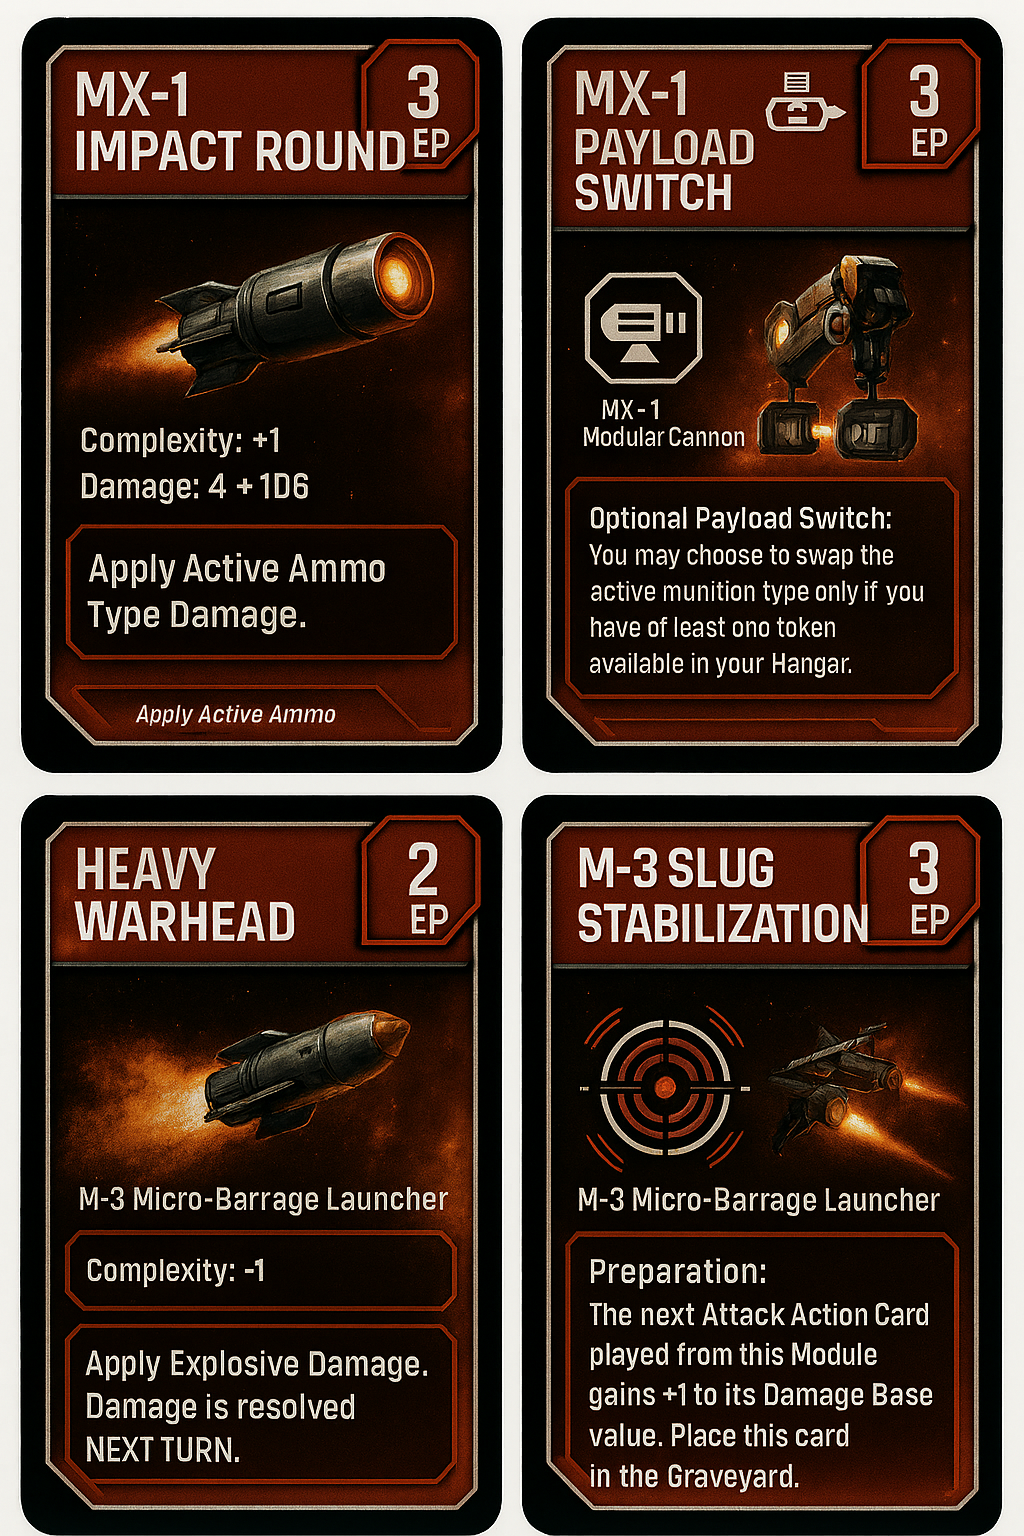 MX-1
IMPACT ROUND
3
EP
Complexity: +1
Damage: 4 + 1D6
Apply Active Ammo
Type Damage.
Apply Active Ammo
MX-1
PAYLOAD
SWITCH
3
EP
MX-1
Modular Cannon
Optional Payload Switch:
You may choose to swap the
active munition type only if you
have of least ono token
available in your Hangar.
HEAVY
WARHEAD
2
EP
M-3 Micro-Barrage Launcher
Complexity: -1
Apply Explosive Damage.
Damage is resolved
NEXT TURN.
M-3 SLUG
STABILIZATION
3
EP
M-3 Micro-Barrage Launcher
Preparation:
The next Attack Action Card
played from this Module
gains +1 to its Damage Base
value. Place this card
in the Graveyard.